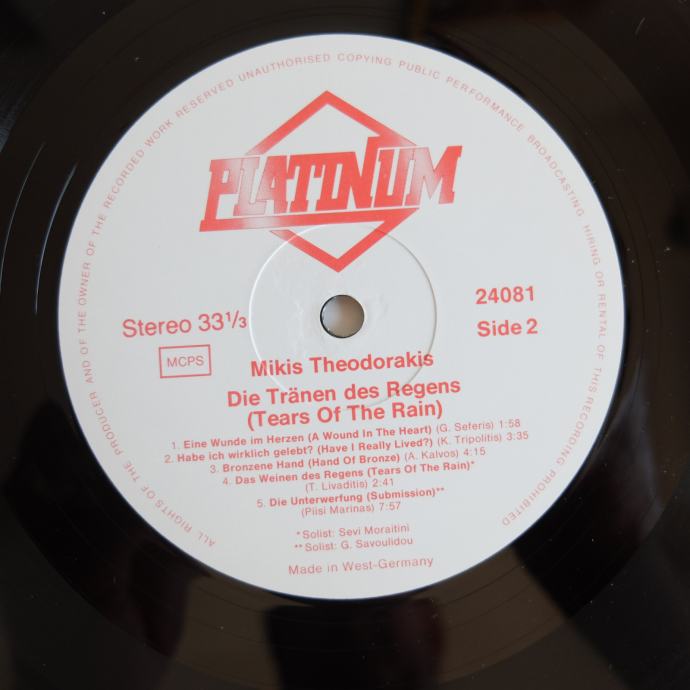 ALL RIGHTS OF THE PRODUCER AND OF THE OWNER OF THE RECORDED WORK RESERVED UNAUTHORISED COPYING PUBLIC PERFORMANCE BROADCASTING HIRING OR RENTAL OF THIS RECORDING PROHIBITED
PLATINUM
24081
Stereo 33⅓
Side 2
MCPS
Mikis Theodorakis
Die Tränen des Regens
(Tears Of The Rain)
1. Eine Wunde im Herzen (A Wound In The Heart) (G. Seferis) 1:58
2. Habe ich wirklich gelebt? (Have I Really Lived?) (K. Tripolitis) 3:35
3. Bronzene Hand (Hand Of Bronze) (A. Kalvos) 4:15
4. Das Weinen des Regens (Tears Of The Rain)*
(T. Livaditis) 2:41
5. Die Unterwerfung (Submission)**
(Piisi Marinas) 7:57
*Solist: Sevi Moraitini
**Solist: G. Savoulidou
Made in West-Germany